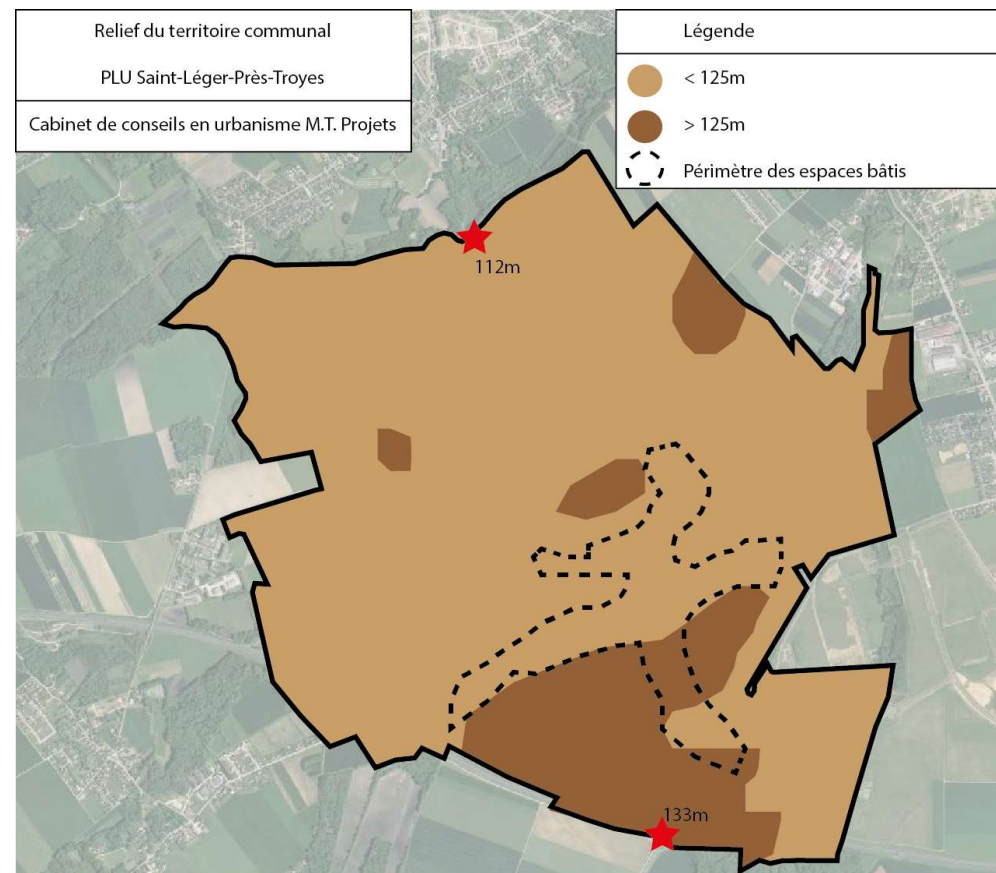 Relief du territoire communal
PLU Saint-Léger-Près-Troyes
Cabinet de conseils en urbanisme M.T. Projets
Légende
< 125m
> 125m
Périmètre des espaces bâtis
112m
133m